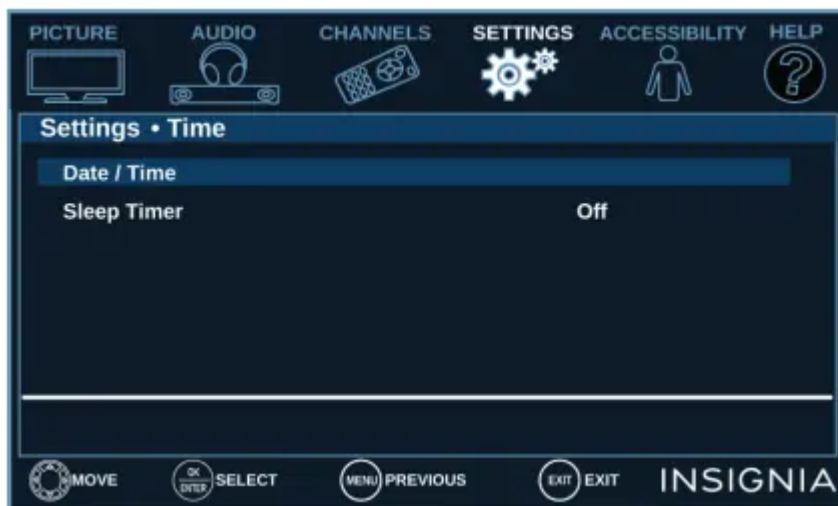 PICTURE AUDIO CHANNELS SETTINGS ACCESSIBILITY HELP
?
Settings • Time
Date / Time
Sleep Timer Off
MOVE OK ENTER SELECT MENU PREVIOUS EXIT EXIT INSIGNIA